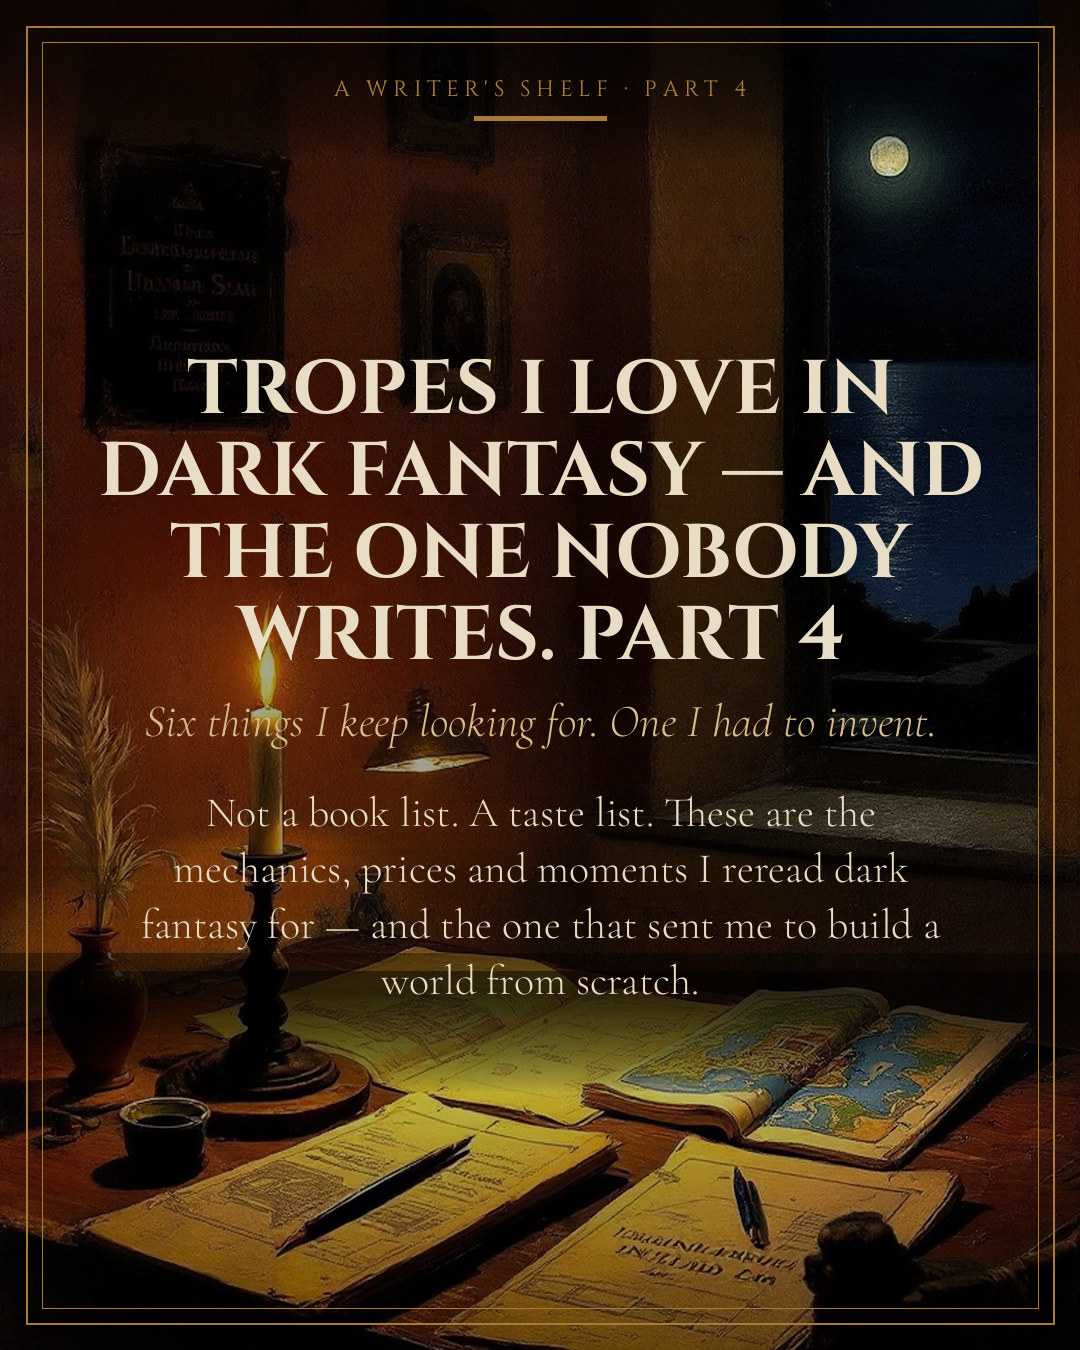 A WRITER'S SHELF · PART 4
TROPES I LOVE IN
DARK FANTASY — AND
THE ONE NOBODY
WRITES. PART 4
Six things I keep looking for. One I had to invent.
Not a book list. A taste list. These are the
mechanics, prices and moments I reread dark
fantasy for — and the one that sent me to build a
world from scratch.